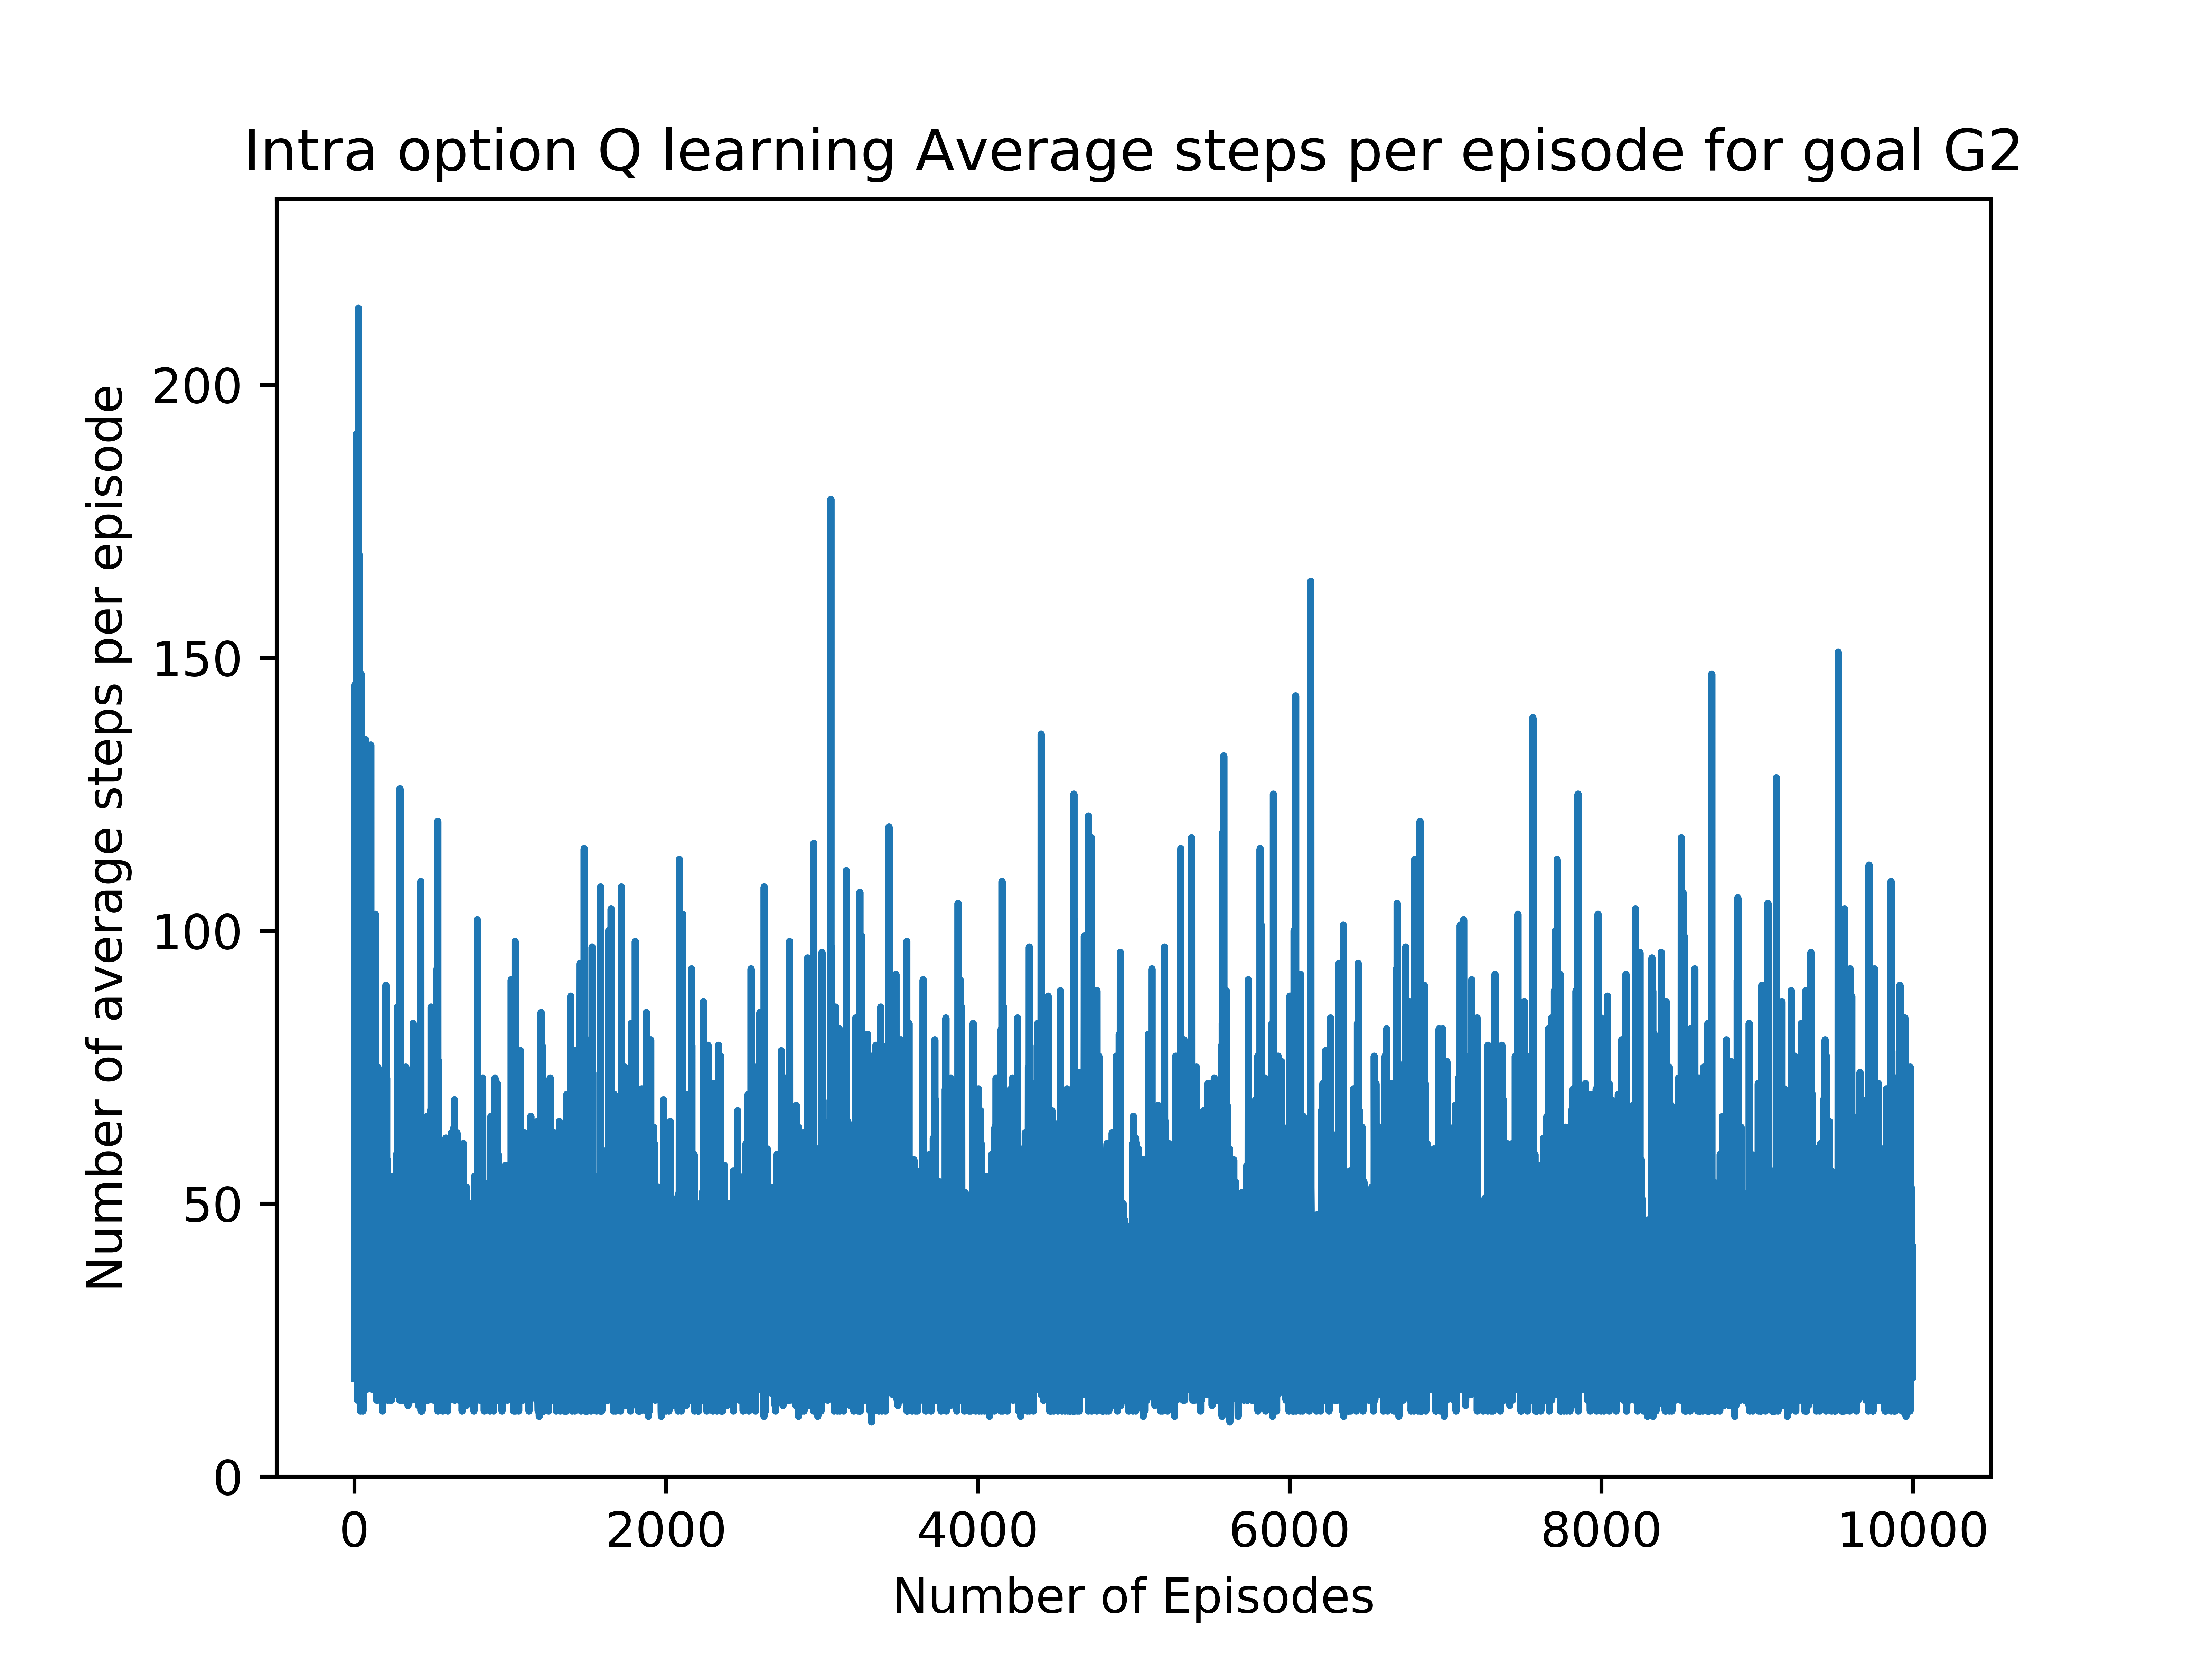 Intra option Q learning Average steps per episode for goal G2
Number of average steps per episode
200
150
100
50
0
0 2000 4000 6000 8000 10000
Number of Episodes